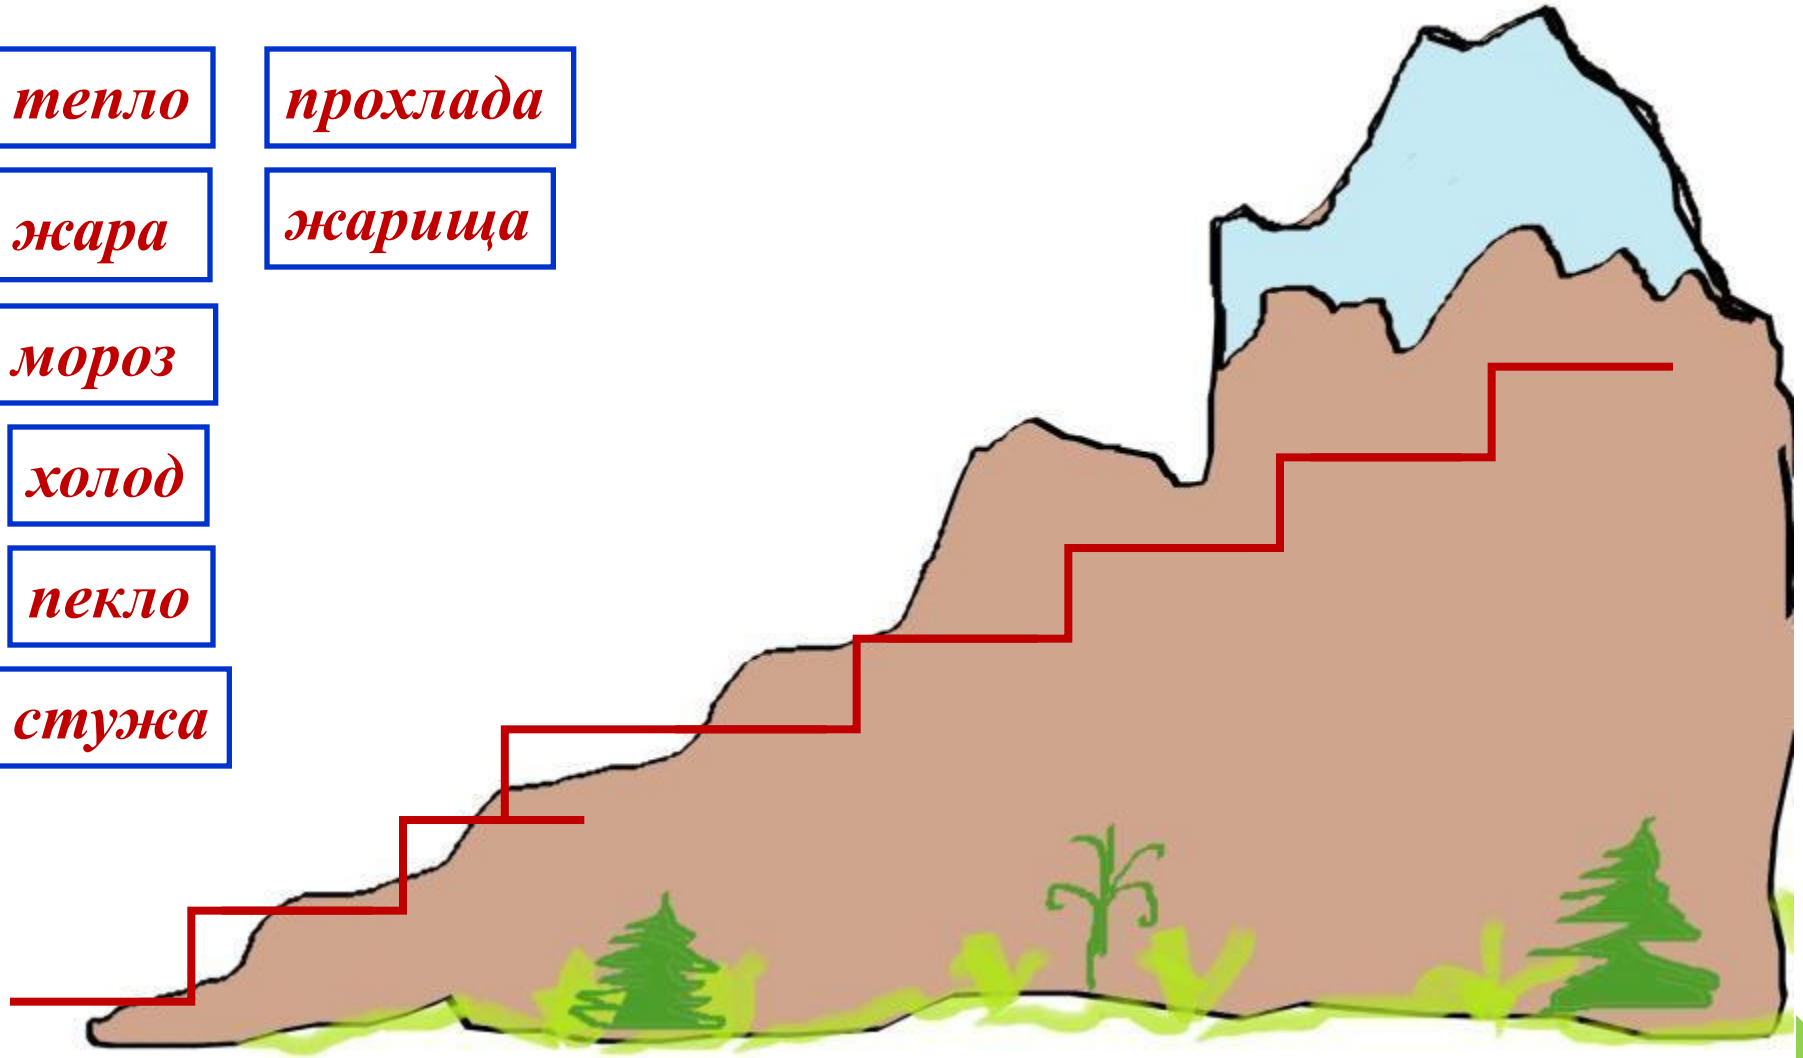 тепло
прохлада
жара
жарища
мороз
холод
пекло
стужа